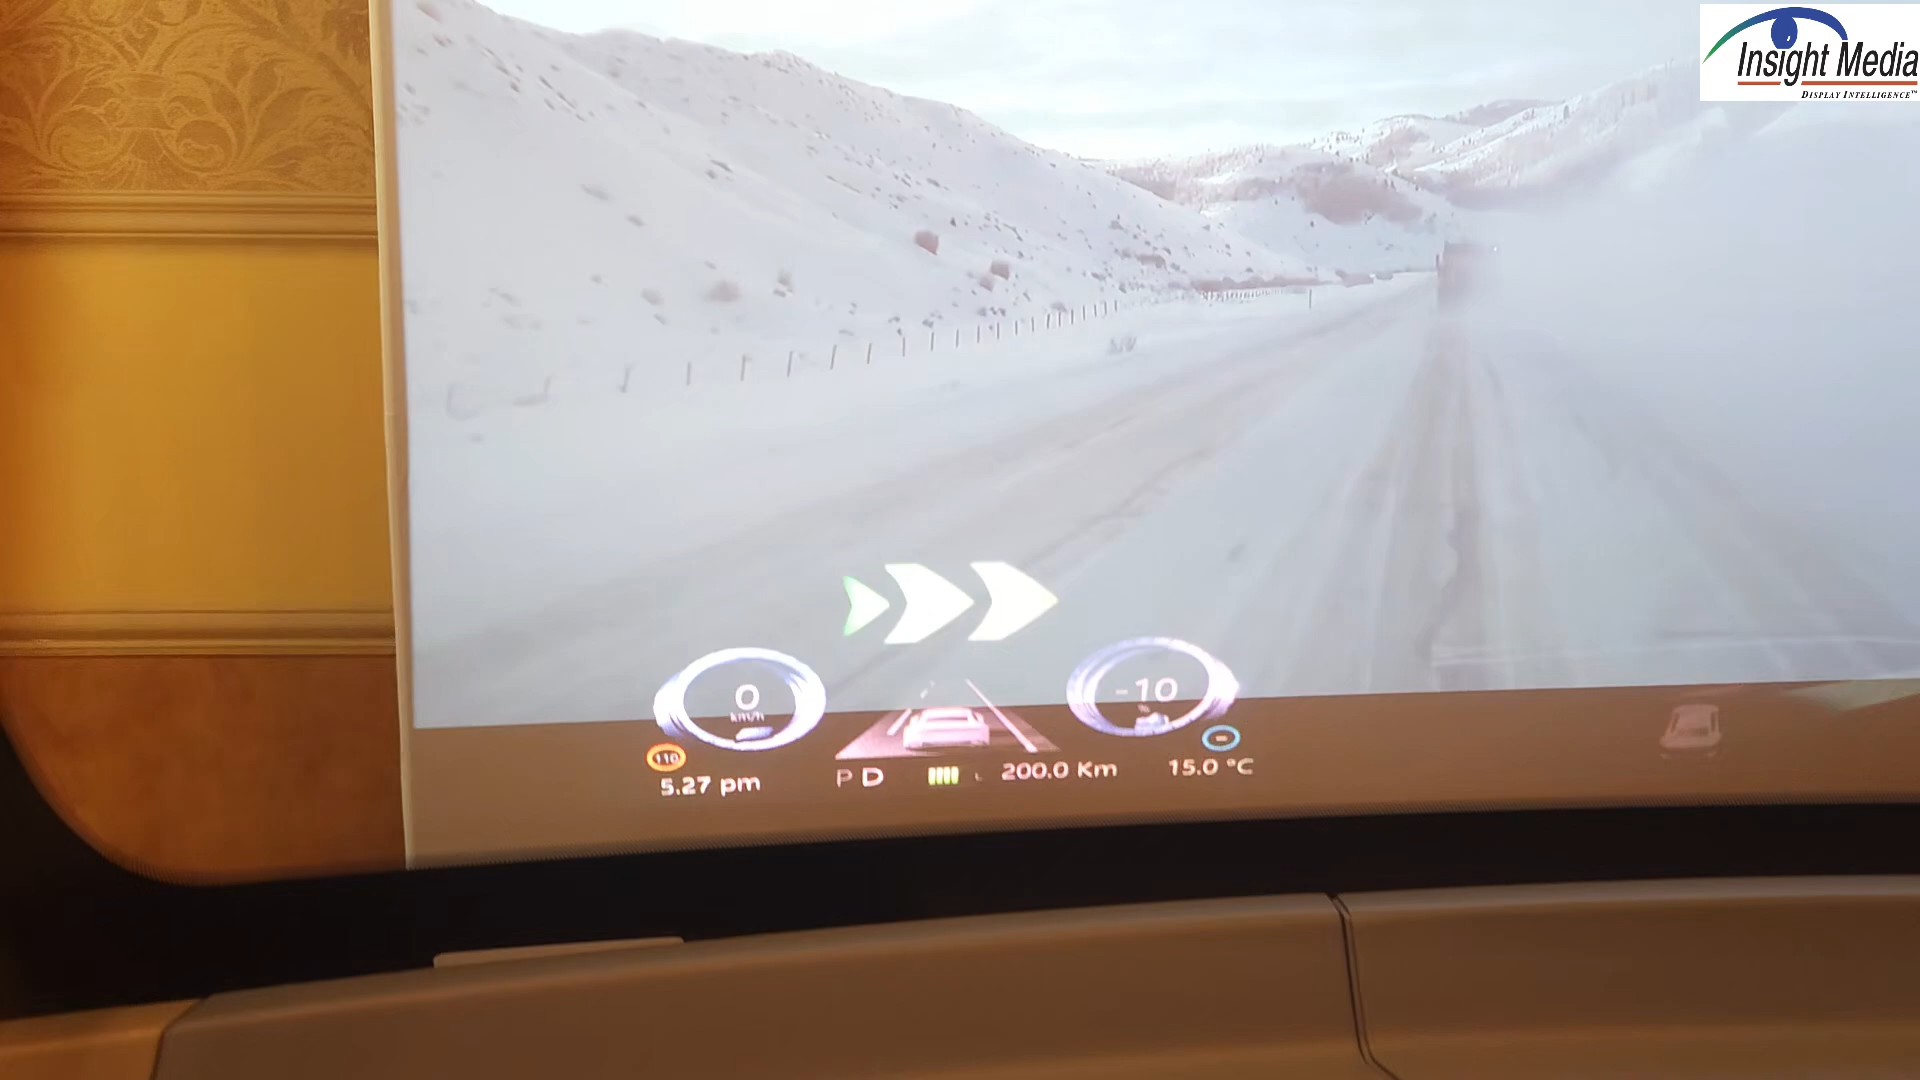 Insight Media
DISPLAY INTELLIGENCE™
0
km/h
-10
%
110
5.27 pm
P D
200.0 Km
15.0 °C